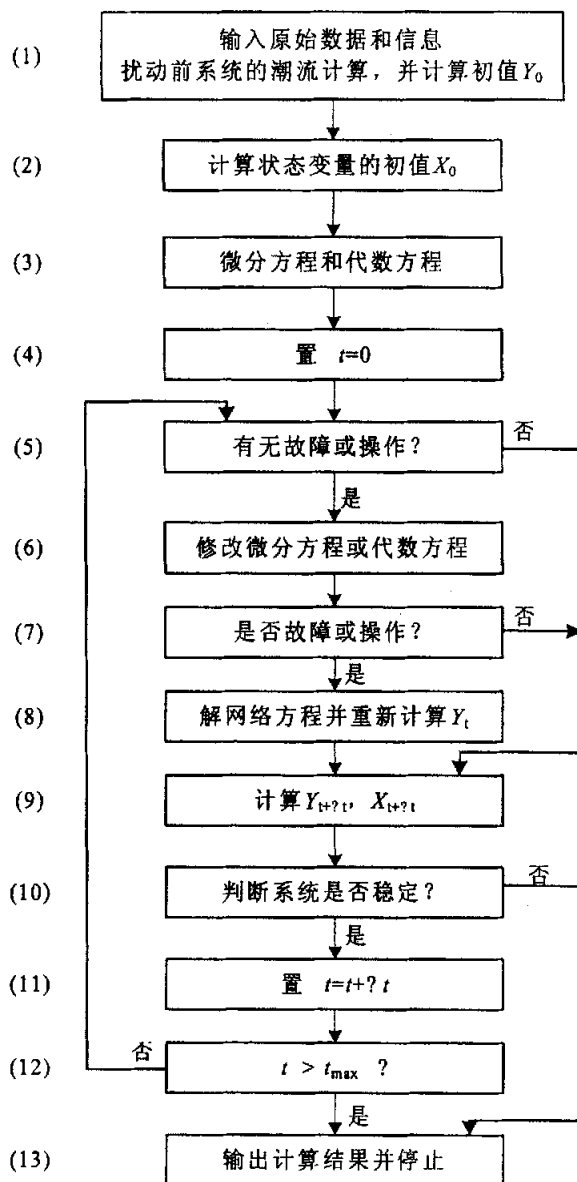 (1)
输入原始数据和信息
扰动前系统的潮流计算，并计算初值Y₀
(2)
计算状态变量的初值X₀
(3)
微分方程和代数方程
(4)
置 t=0
(5)
有无故障或操作？
否
是
(6)
修改微分方程或代数方程
(7)
是否故障或操作？
否
是
(8)
解网络方程并重新计算Yₜ
(9)
计算Yt+?t， Xt+?t
(10)
判断系统是否稳定？
否
是
(11)
置 t=t+? t
(12)
否
t > tmax ?
是
(13)
输出计算结果并停止